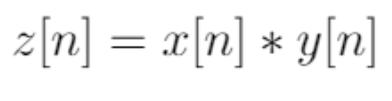 z[n] = x[n] * y[n]